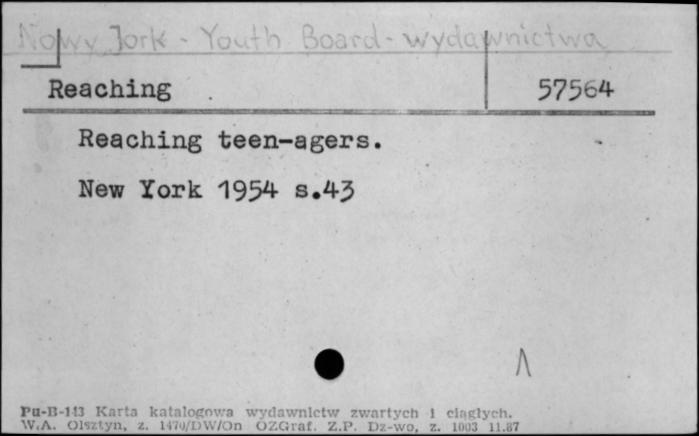 Nowy Jork - Youth Board - wydawnictwa
Reaching 57564
Reaching teen-agers.
New York 1954 s.43
Pu-B-143 Karta katalogowa wydawnictw zwartych i ciągłych.
W.A. Olsztyn, z. 1470/DW/On OZGraf. Z.P. Dz-wo, z. 1003 11.87